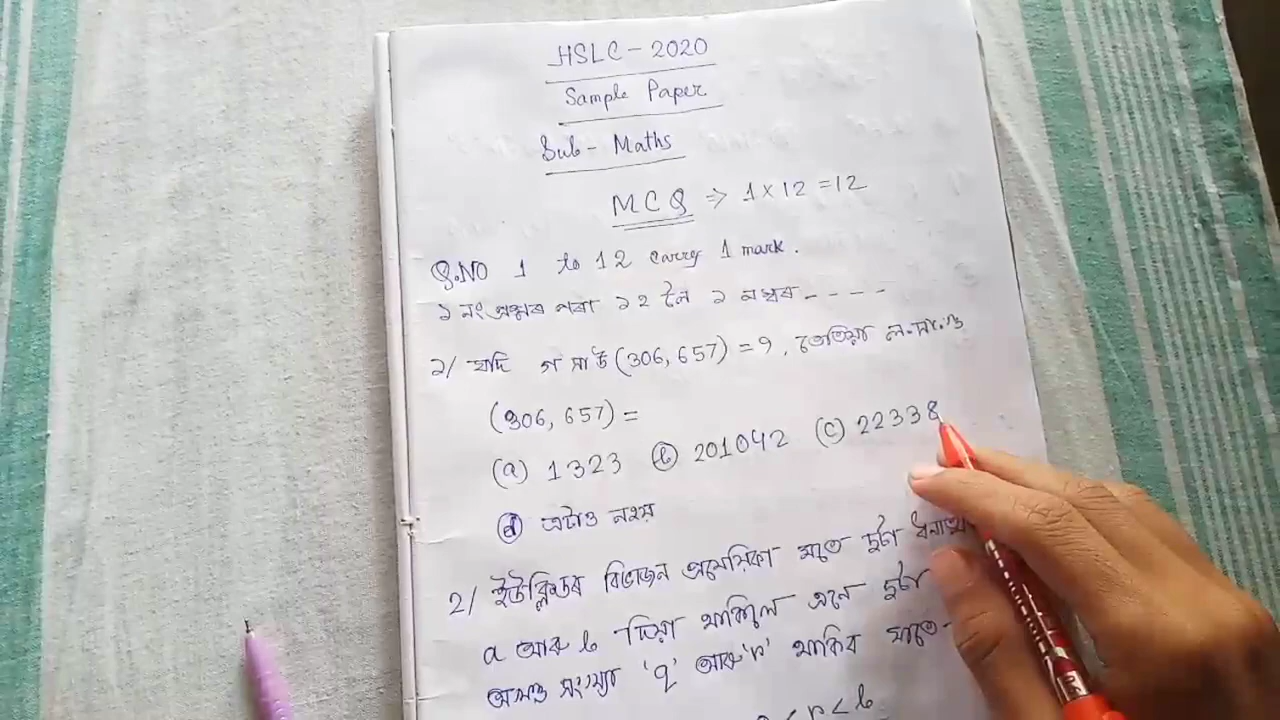 HSLC - 2020
Sample Paper
Sub - Maths
MCQ ⇒ 1 × 12 = 12
Q.NO 1 to 12 carry 1 mark.
১ নং প্ৰশ্নৰ পৰা ১২ লৈ ১ নম্বৰ - - - -
১/ যদি গ সা উ (306, 657) = 9, তেতিয়া ল.সা.গু
(306, 657) =
(a) 1323 (b) 201042 (c) 22338
(d) এটাও নহয়
2/ ইউক্লিডৰ বিভাজন প্ৰমেয়িকা মতে দুটা ধনাত্মক
a আৰু b দিয়া থাকিলে এনে দুটা
অখণ্ড সংখ্যা 'q' আৰু 'r' থাকিব যাতে -
< r < b